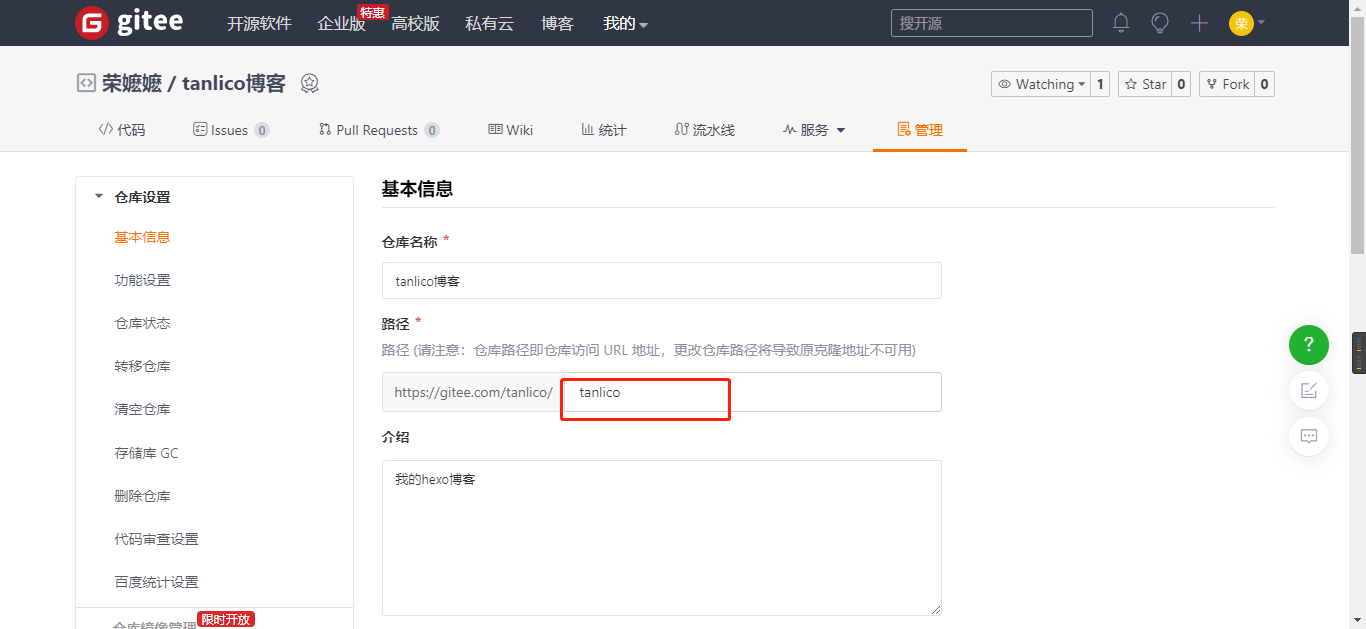 gitee 开源软件 企业版 特惠 高校版 私有云 博客 我的 搜开源 荣
荣嬷嬷 / tanlico博客 Watching 1 Star 0 Fork 0
代码 Issues 0 Pull Requests 0 Wiki 统计 流水线 服务 管理
仓库设置
基本信息
功能设置
仓库状态
转移仓库
清空仓库
存储库 GC
删除仓库
代码审查设置
百度统计设置
仓库镜像管理 限时开放
基本信息
仓库名称 *
tanlico博客
路径 *
路径 (请注意：仓库路径即仓库访问 URL 地址，更改仓库路径将导致原克隆地址不可用)
https://gitee.com/tanlico/ tanlico
介绍
我的hexo博客
?